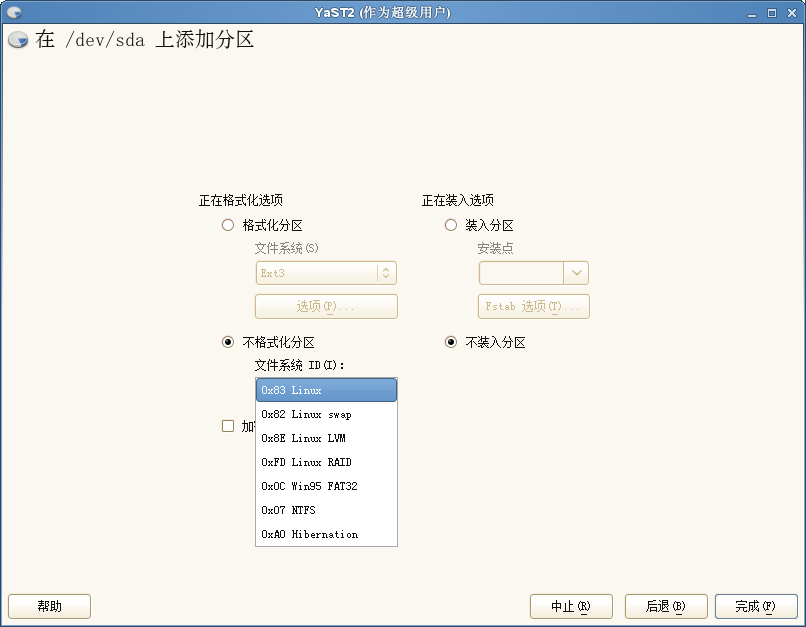 YaST2 (作为超级用户)
在 /dev/sda 上添加分区
正在格式化选项
格式化分区
文件系统(S)
Ext3
选项(P)...
不格式化分区
文件系统 ID(I):
0x83 Linux
0x82 Linux swap
0x8E Linux LVM
0xFD Linux RAID
0x0C Win95 FAT32
0x07 NTFS
0xA0 Hibernation
正在装入选项
装入分区
安装点
Fstab 选项(T)...
不装入分区
帮助
中止(R)
后退(B)
完成(F)